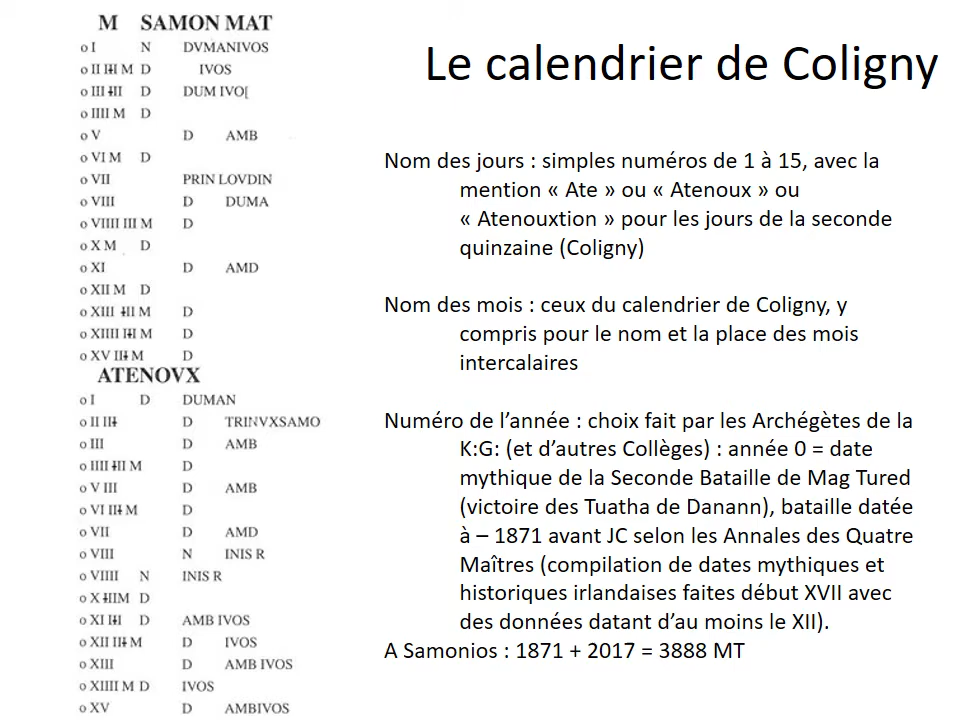 M SAMON MAT
o I N DVMANIVOS
o II M D IVOS
o III D DUM IVO[
o IIII M D
o V D AMB
o VI M D
o VII PRIN LOVDIN
o VIII D DUMA
o VIIII III M D
o X M D
o XI D AMD
o XII M D
o XIII M D
o XIIII M D
o XV M D
ATENOVX
o I D DUMAN
o II D TRINVXSAMO
o III D AMB
o IIII M D
o V III D AMB
o VI M D
o VII D AMD
o VIII N INIS R
o VIIII N INIS R
o X M D
o XI D AMB IVOS
o XII M D IVOS
o XIII D AMB IVOS
o XIIII M D IVOS
o XV D AMBIVOS
Le calendrier de Coligny
Nom des jours : simples numéros de 1 à 15, avec la
mention « Ate » ou « Atenoux » ou
« Atenouxtion » pour les jours de la seconde
quinzaine (Coligny)
Nom des mois : ceux du calendrier de Coligny, y
compris pour le nom et la place des mois
intercalaires
Numéro de l’année : choix fait par les Archégètes de la
K:G: (et d’autres Collèges) : année 0 = date
mythique de la Seconde Bataille de Mag Tured
(victoire des Tuatha de Danann), bataille datée
à – 1871 avant JC selon les Annales des Quatre
Maîtres (compilation de dates mythiques et
historiques irlandaises faites début XVII avec
des données datant d’au moins le XII).
A Samonios : 1871 + 2017 = 3888 MT